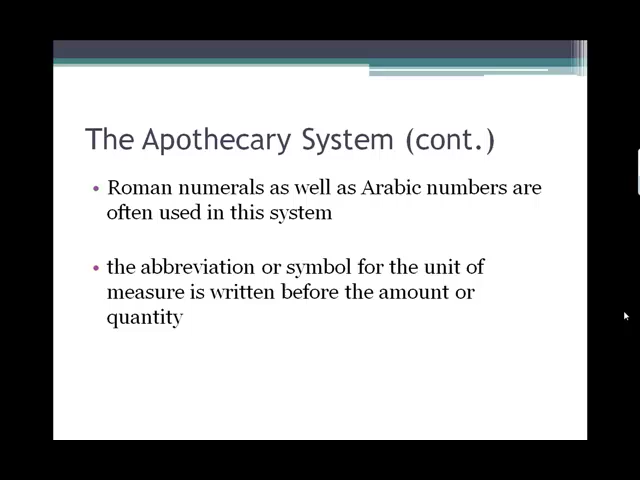 The Apothecary System (cont.)
• Roman numerals as well as Arabic numbers are
often used in this system
• the abbreviation or symbol for the unit of
measure is written before the amount or
quantity